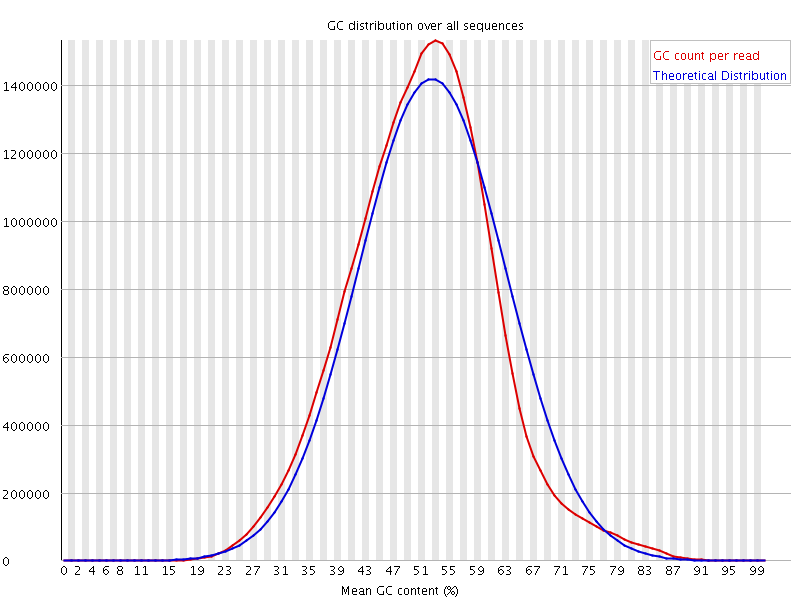 GC distribution over all sequences
GC count per read
Theoretical Distribution
1400000
1200000
1000000
800000
600000
400000
200000
0
0 2 4 6 8 11 15 19 23 27 31 35 39 43 47 51 55 59 63 67 71 75 79 83 87 91 95 99
Mean GC content (%)